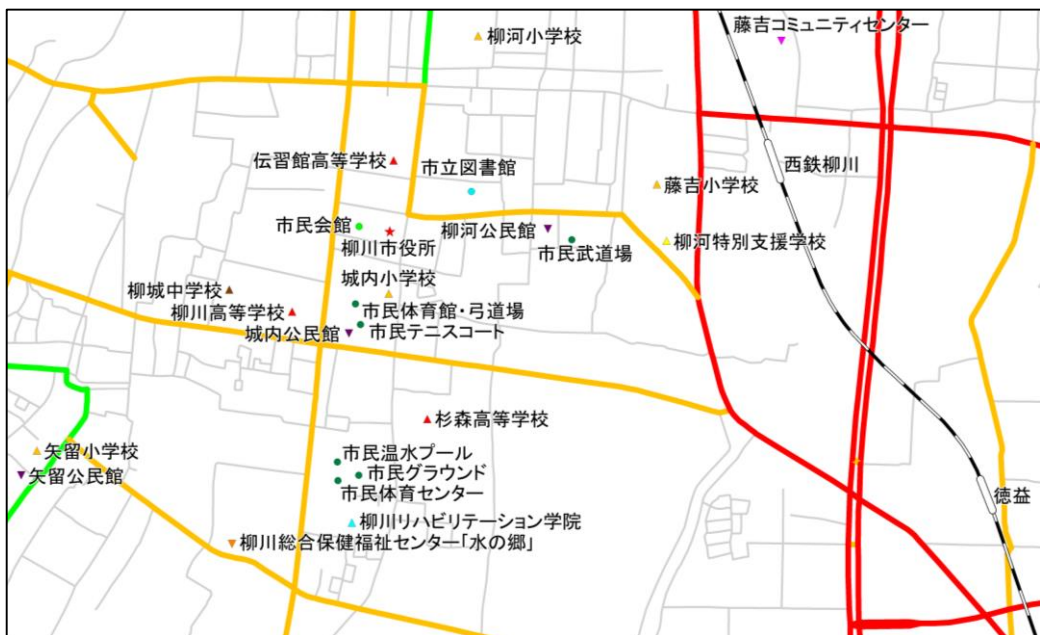 藤吉コミュニティセンター
柳河小学校
伝習館高等学校
市立図書館
西鉄柳川
藤吉小学校
市民会館
柳川市役所
柳河公民館
市民武道場
柳河特別支援学校
城内小学校
柳城中学校
柳川高等学校
市民体育館・弓道場
城内公民館
市民テニスコート
杉森高等学校
矢留小学校
市民温水プール
矢留公民館
市民グラウンド
市民体育センター
徳益
柳川リハビリテーション学院
柳川総合保健福祉センター「水の郷」